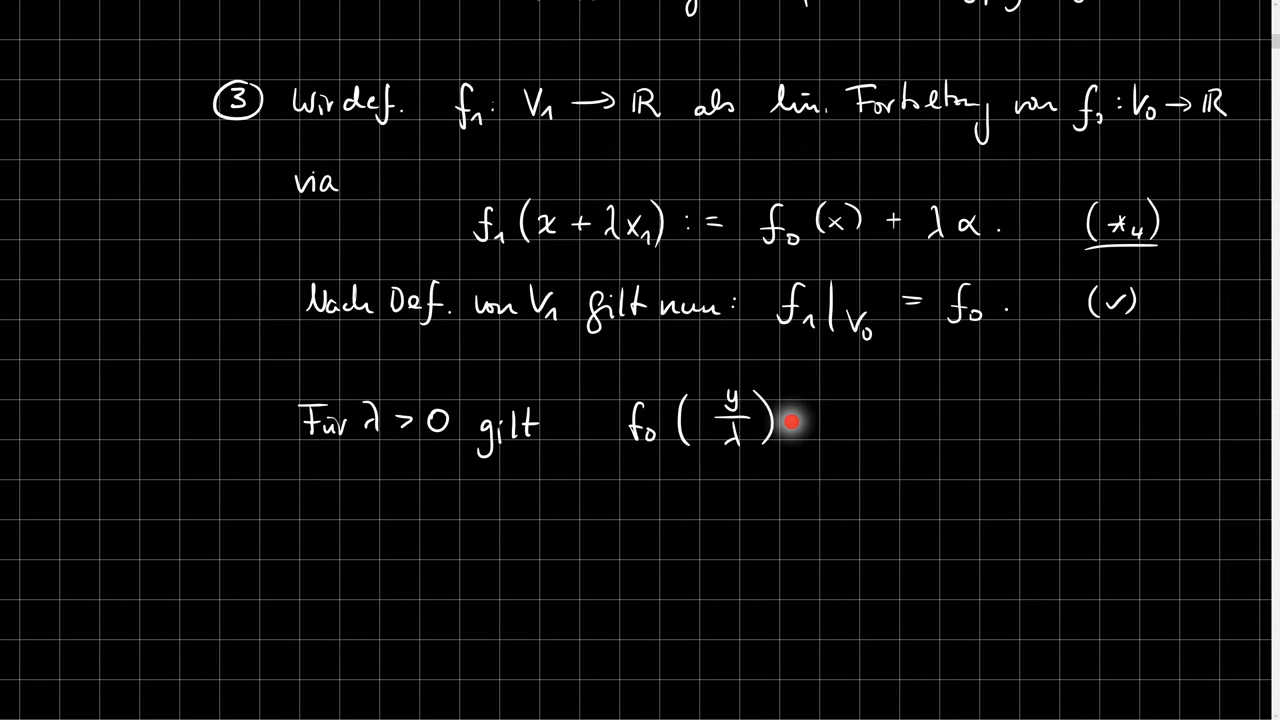 ③ Wir def. f₁: V₁ → ℝ als lin. Fortsetzung von f₀: V₀ → ℝ
via
f₁(x + λx₁) := f₀(x) + λα. (*₄)
Nach Def. von V₁ gilt nun: f₁|V₀ = f₀. (✓)
Für λ > 0 gilt f₀(y/λ)